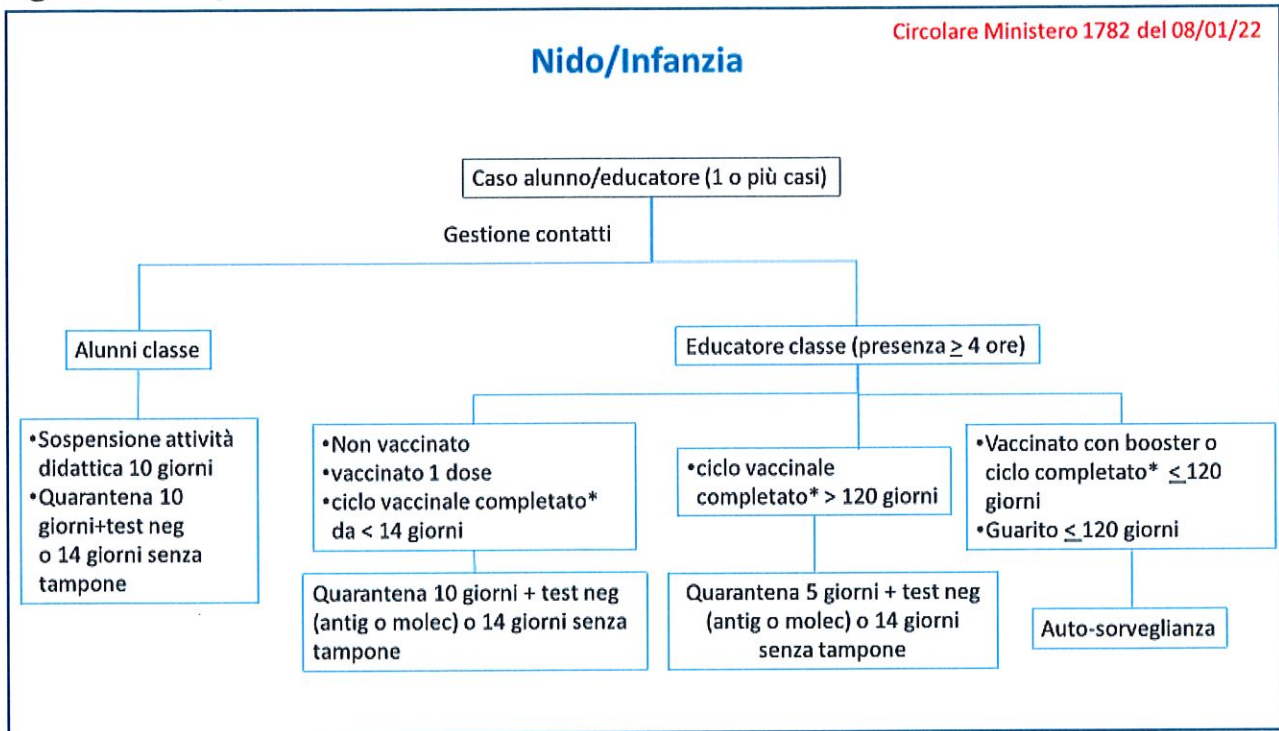 Circolare Ministero 1782 del 08/01/22
Nido/Infanzia
Caso alunno/educatore (1 o più casi)
Gestione contatti
Alunni classe
Educatore classe (presenza ≥ 4 ore)
•Sospensione attività
didattica 10 giorni
•Quarantena 10
giorni+test neg
o 14 giorni senza
tampone
•Non vaccinato
•vaccinato 1 dose
•ciclo vaccinale completato*
da < 14 giorni
•ciclo vaccinale
completato* > 120 giorni
•Vaccinato con booster o
ciclo completato* ≤120
giorni
•Guarito ≤120 giorni
Quarantena 10 giorni + test neg
(antig o molec) o 14 giorni senza
tampone
Quarantena 5 giorni + test neg
(antig o molec) o 14 giorni
senza tampone
Auto-sorveglianza